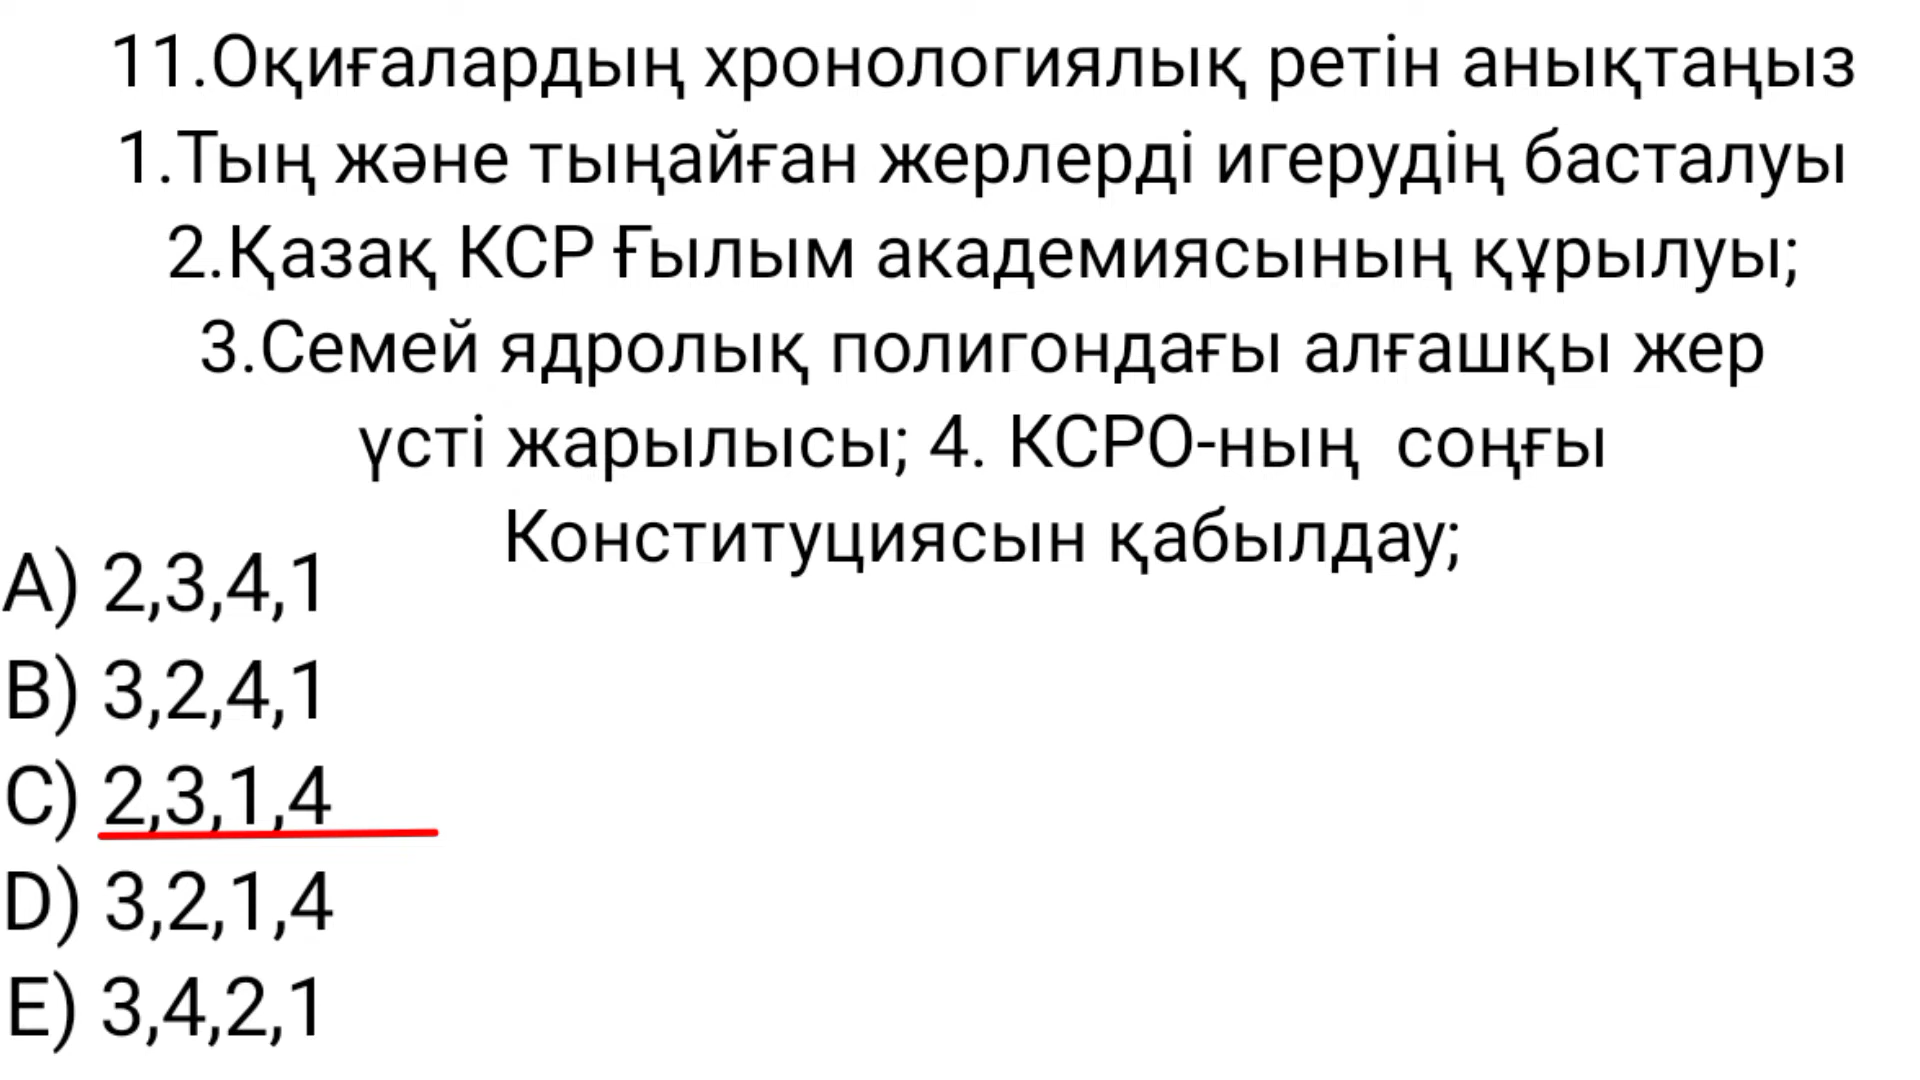 11.Оқиғалардың хронологиялық ретін анықтаңыз
1.Тың және тыңайған жерлерді игерудің басталуы
2.Қазақ КСР Ғылым академиясының құрылуы;
3.Семей ядролық полигондағы алғашқы жер
үсті жарылысы; 4. КСРО-ның соңғы
Конституциясын қабылдау;
A) 2,3,4,1
B) 3,2,4,1
C) 2,3,1,4
D) 3,2,1,4
E) 3,4,2,1